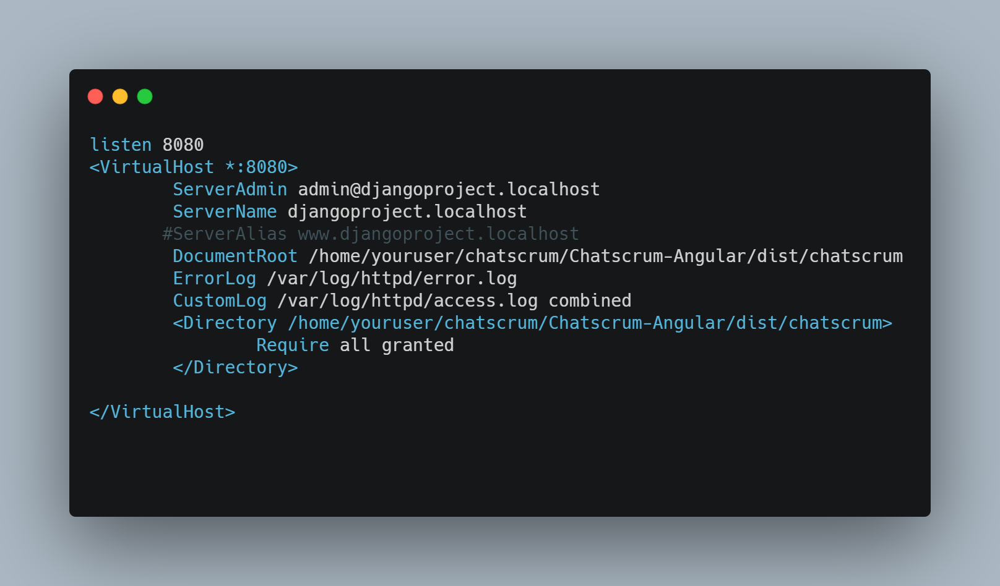 listen 8080
<VirtualHost *:8080>
ServerAdmin admin@djangoproject.localhost
ServerName djangoproject.localhost
#ServerAlias www.djangoproject.localhost
DocumentRoot /home/youruser/chatscrum/Chatscrum-Angular/dist/chatscrum
ErrorLog /var/log/httpd/error.log
CustomLog /var/log/httpd/access.log combined
<Directory /home/youruser/chatscrum/Chatscrum-Angular/dist/chatscrum>
Require all granted
</Directory>
</VirtualHost>